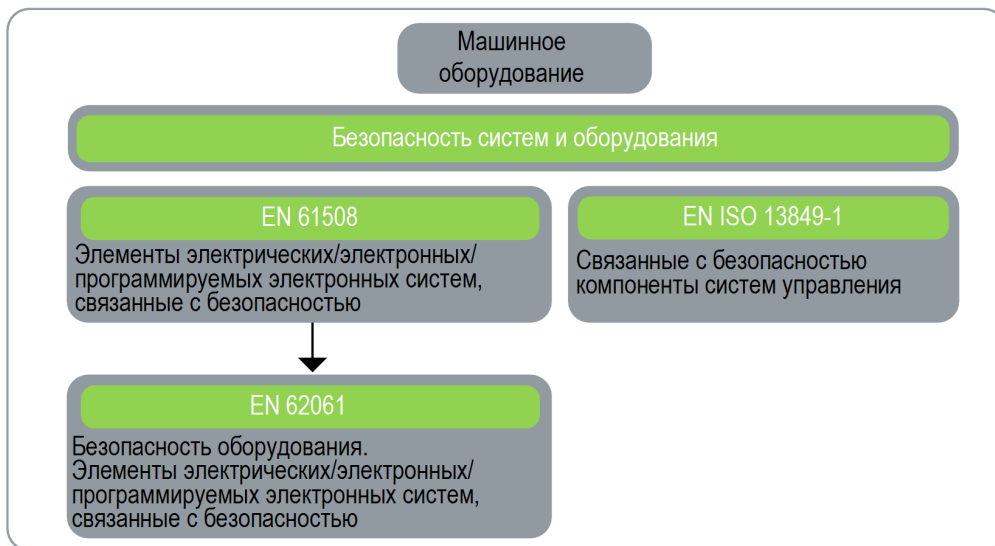 Машинное
оборудование
Безопасность систем и оборудования
EN 61508
Элементы электрических/электронных/
программируемых электронных систем,
связанные с безопасностью
EN ISO 13849-1
Связанные с безопасностью
компоненты систем управления
EN 62061
Безопасность оборудования.
Элементы электрических/электронных/
программируемых электронных систем,
связанные с безопасностью